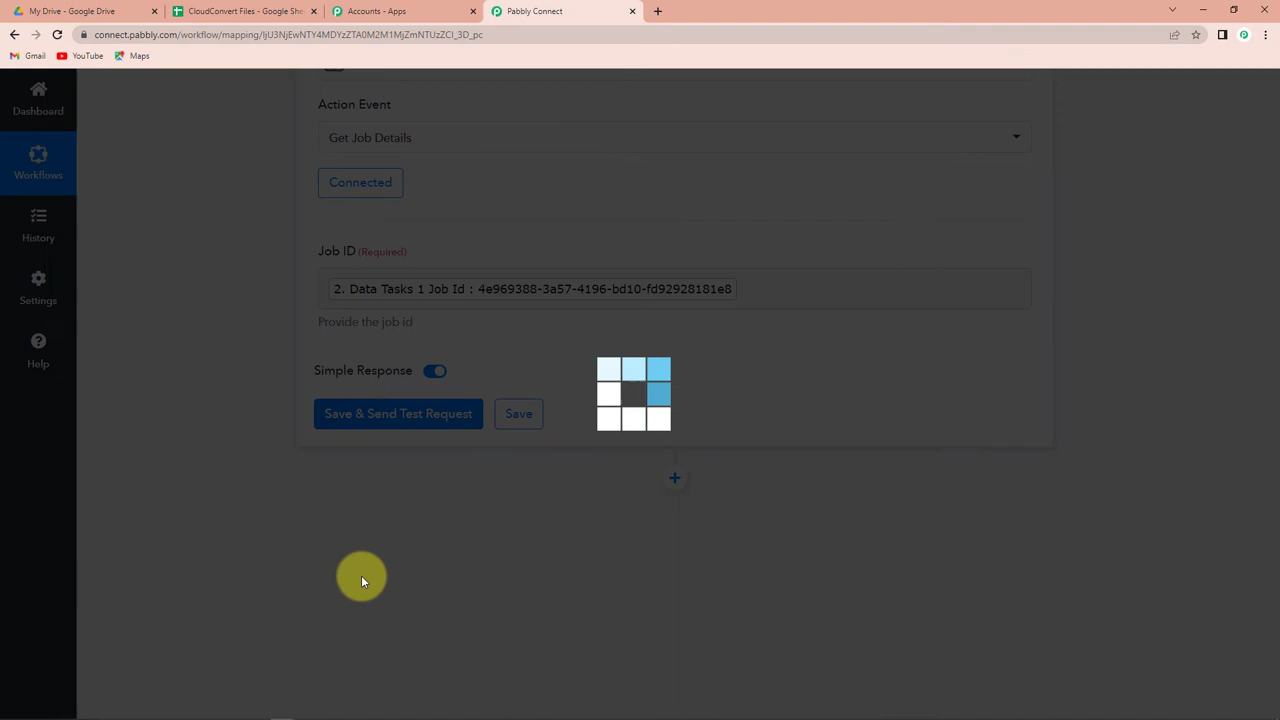 My Drive - Google Drive
CloudConvert Files - Google She
Accounts - Apps
Pabbly Connect
connect.pabbly.com/workflow/mapping/IjU3NjEwNTY4MDYzZTA0M2M1MjZmNTUzZCI_3D_pc
Gmail
YouTube
Maps
Dashboard
Workflows
History
Settings
Help
Action Event
Get Job Details
Connected
Job ID (Required)
2. Data Tasks 1 Job Id : 4e969388-3a57-4196-bd10-fd92928181e8
Provide the job id
Simple Response
Save & Send Test Request
Save